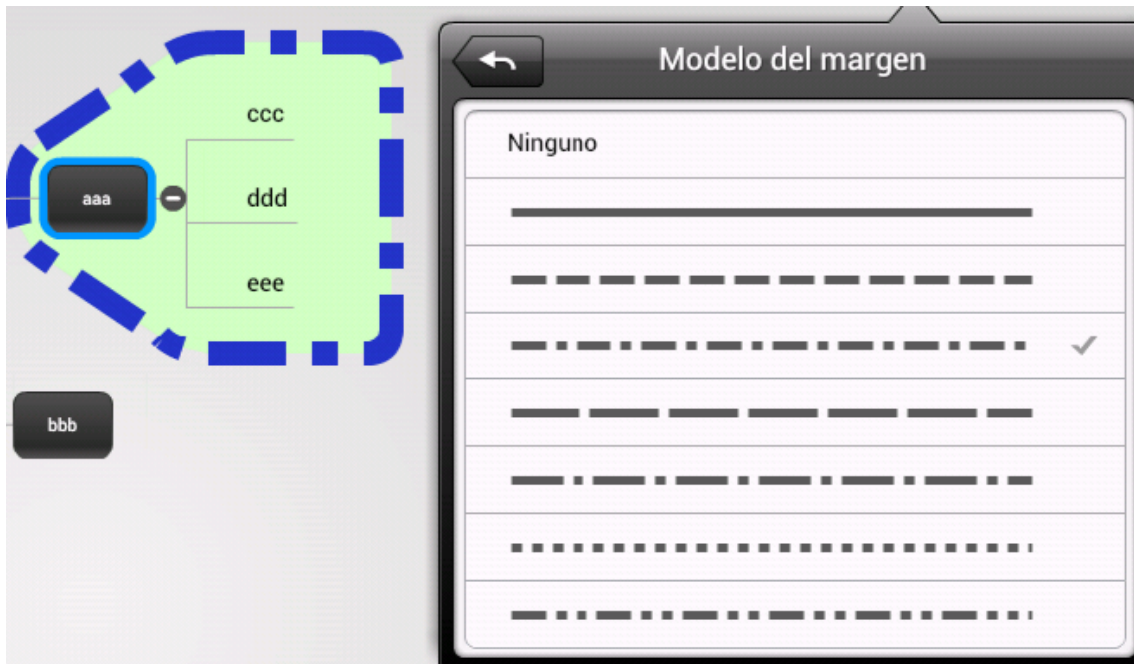 Modelo del margen
Ninguno
ccc
aaa
ddd
eee
bbb